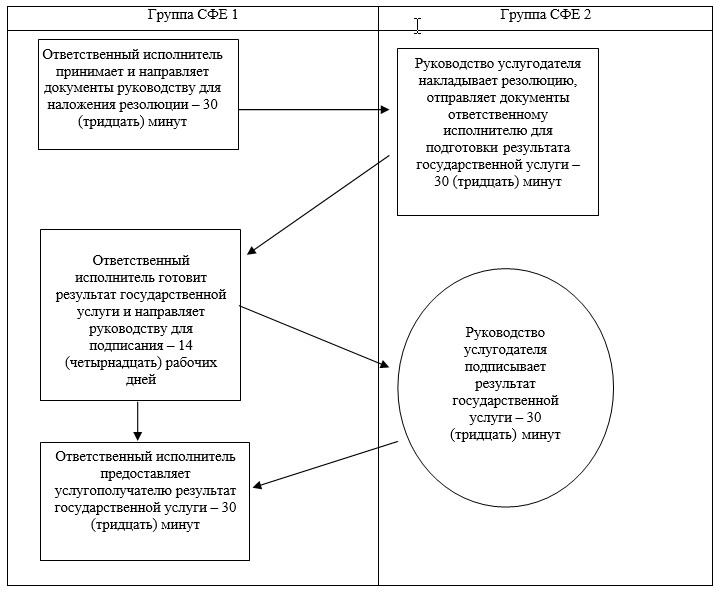 Группа СФЕ 1
Группа СФЕ 2
Ответственный исполнитель
принимает и направляет
документы руководству для
наложения резолюции – 30
(тридцать) минут
Руководство услугодателя
накладывает резолюцию,
отправляет документы
ответственному
исполнителю для
подготовки результата
государственной услуги –
30 (тридцать) минут
Ответственный
исполнитель готовит
результат государственной
услуги и направляет
руководству для
подписания – 14
(четырнадцать) рабочих
дней
Руководство
услугодателя
подписывает
результат
государственной
услуги – 30
(тридцать) минут
Ответственный исполнитель
предоставляет
услугополучателю результат
государственной услуги – 30
(тридцать) минут